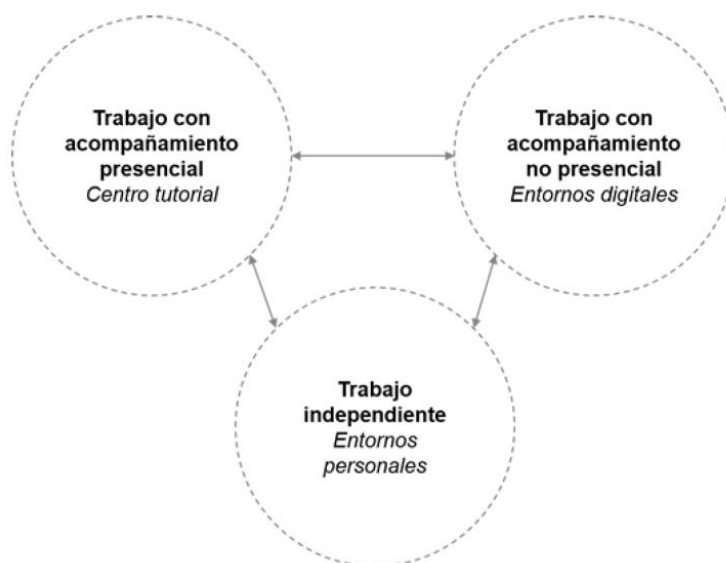 Trabajo con
acompañamiento
presencial
Centro tutorial
Trabajo con
acompañamiento
no presencial
Entornos digitales
Trabajo
independiente
Entornos
personales